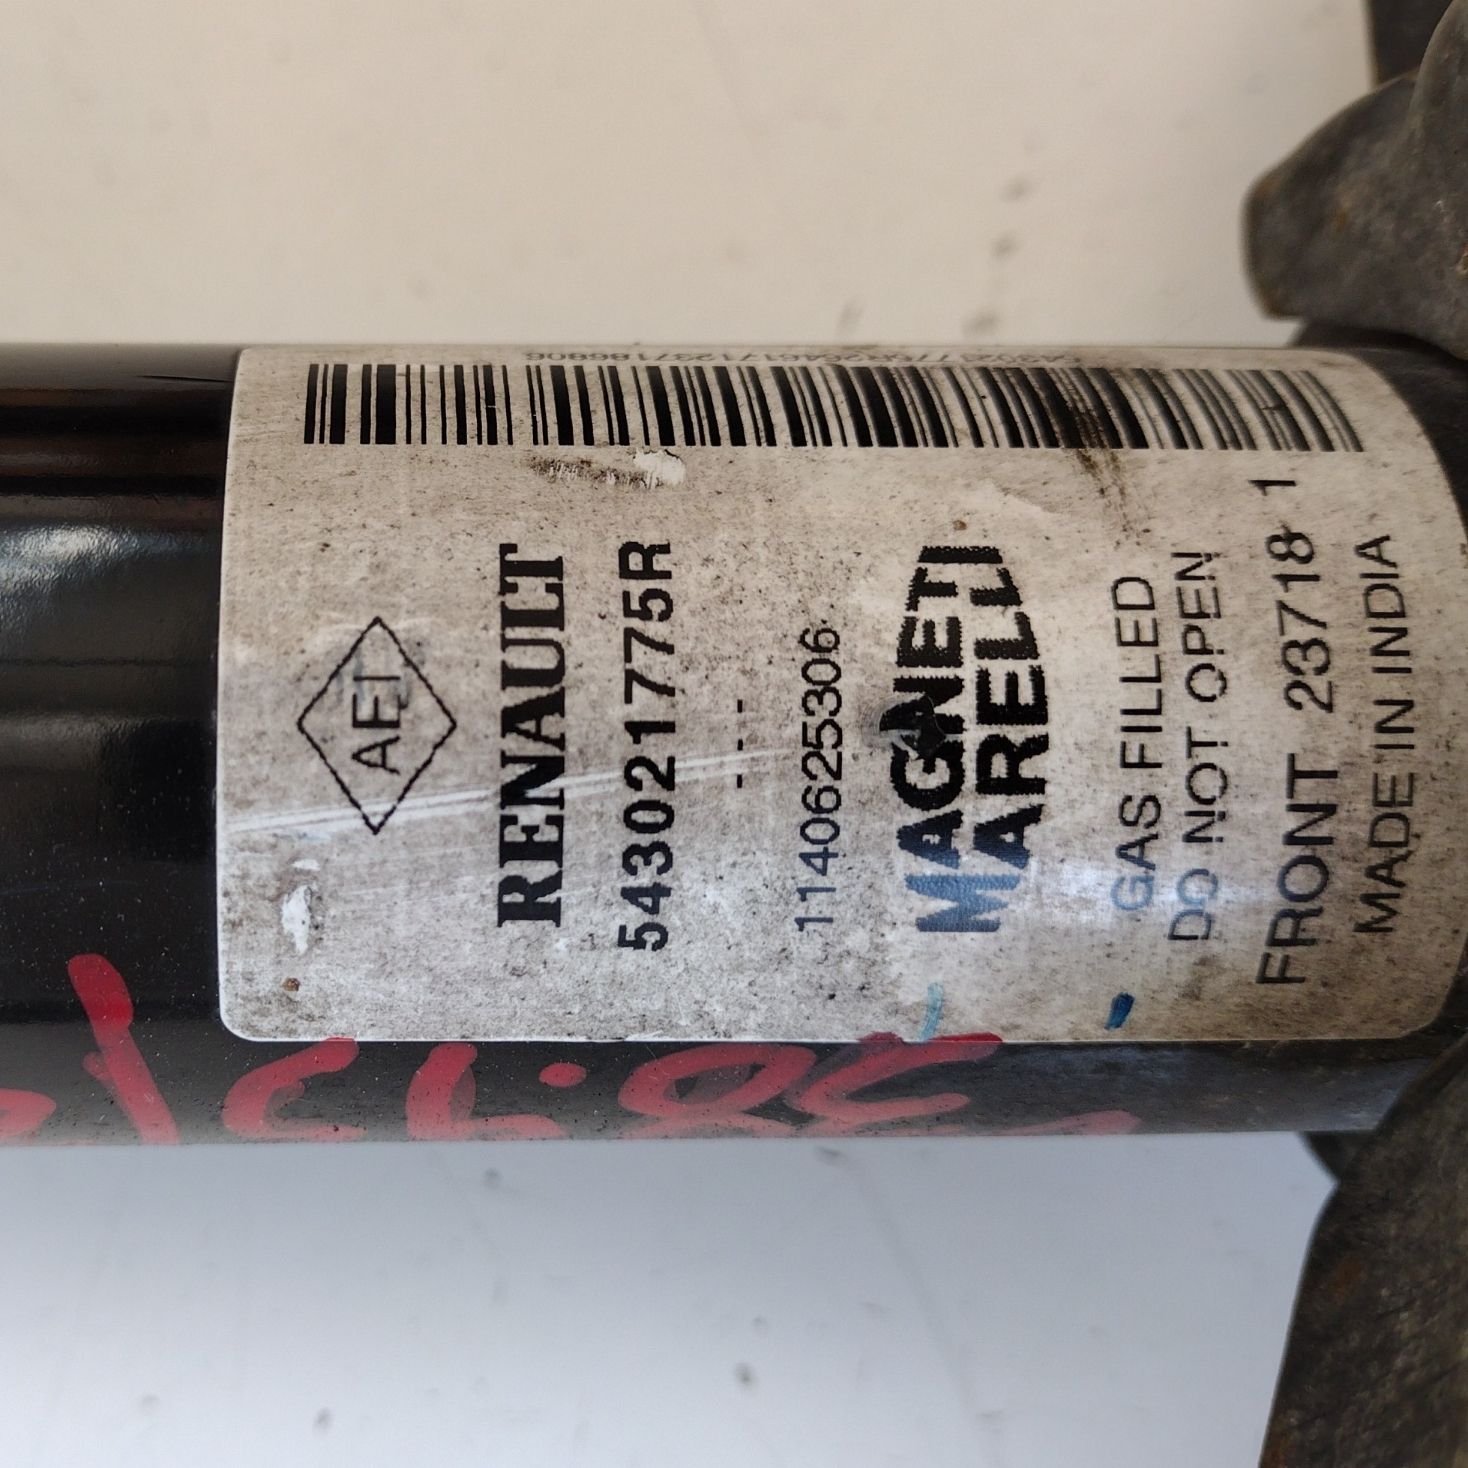 AEI
RENAULT
543021775R
- - -
1140625306
MAGNETI
MARELLI
GAS FILLED
DO NOT OPEN
FRONT 23718 1
MADE IN INDIA